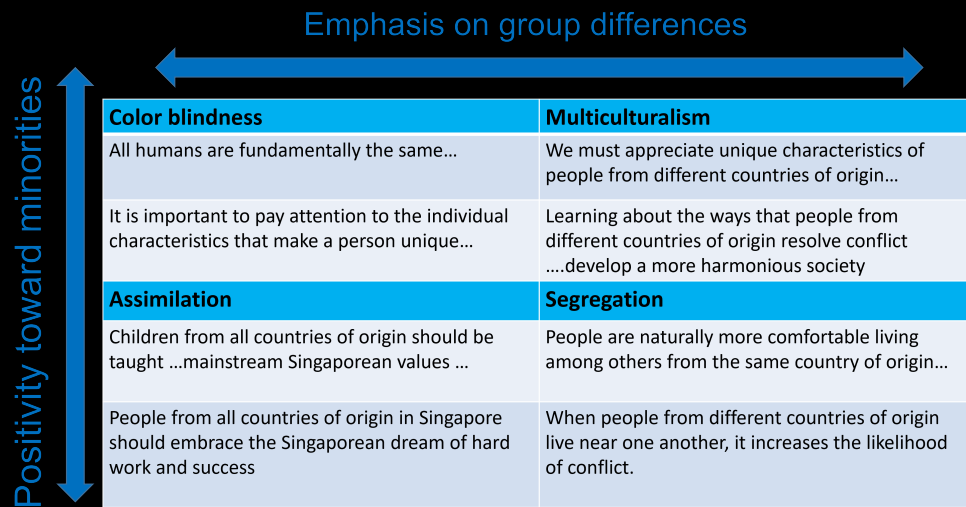 Emphasis on group differences
Positivity toward minorities
Color blindness
Multiculturalism
All humans are fundamentally the same…
We must appreciate unique characteristics of
people from different countries of origin…
It is important to pay attention to the individual
characteristics that make a person unique…
Learning about the ways that people from
different countries of origin resolve conflict
….develop a more harmonious society
Assimilation
Segregation
Children from all countries of origin should be
taught …mainstream Singaporean values …
People are naturally more comfortable living
among others from the same country of origin…
People from all countries of origin in Singapore
should embrace the Singaporean dream of hard
work and success
When people from different countries of origin
live near one another, it increases the likelihood
of conflict.